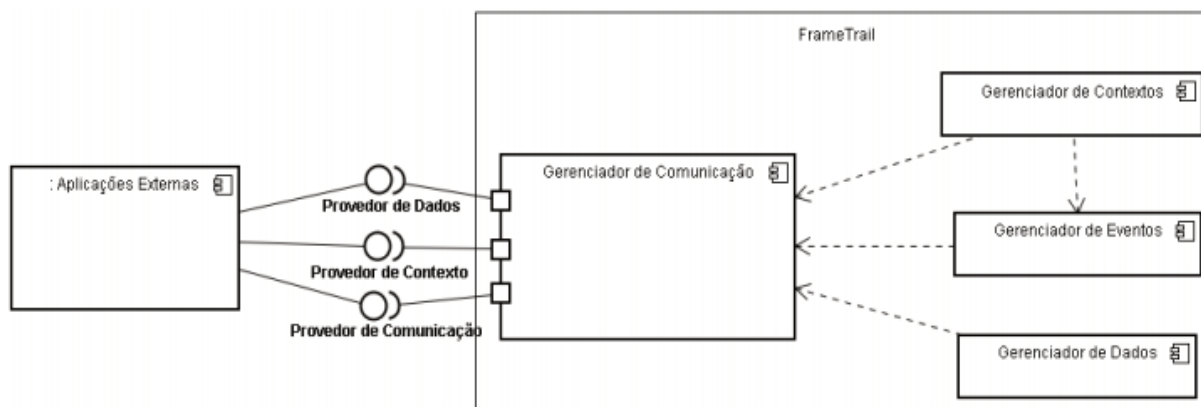 FrameTrail
Gerenciador de Contextos
: Aplicações Externas
Gerenciador de Comunicação
Provedor de Dados
Gerenciador de Eventos
Provedor de Contexto
Provedor de Comunicação
Gerenciador de Dados